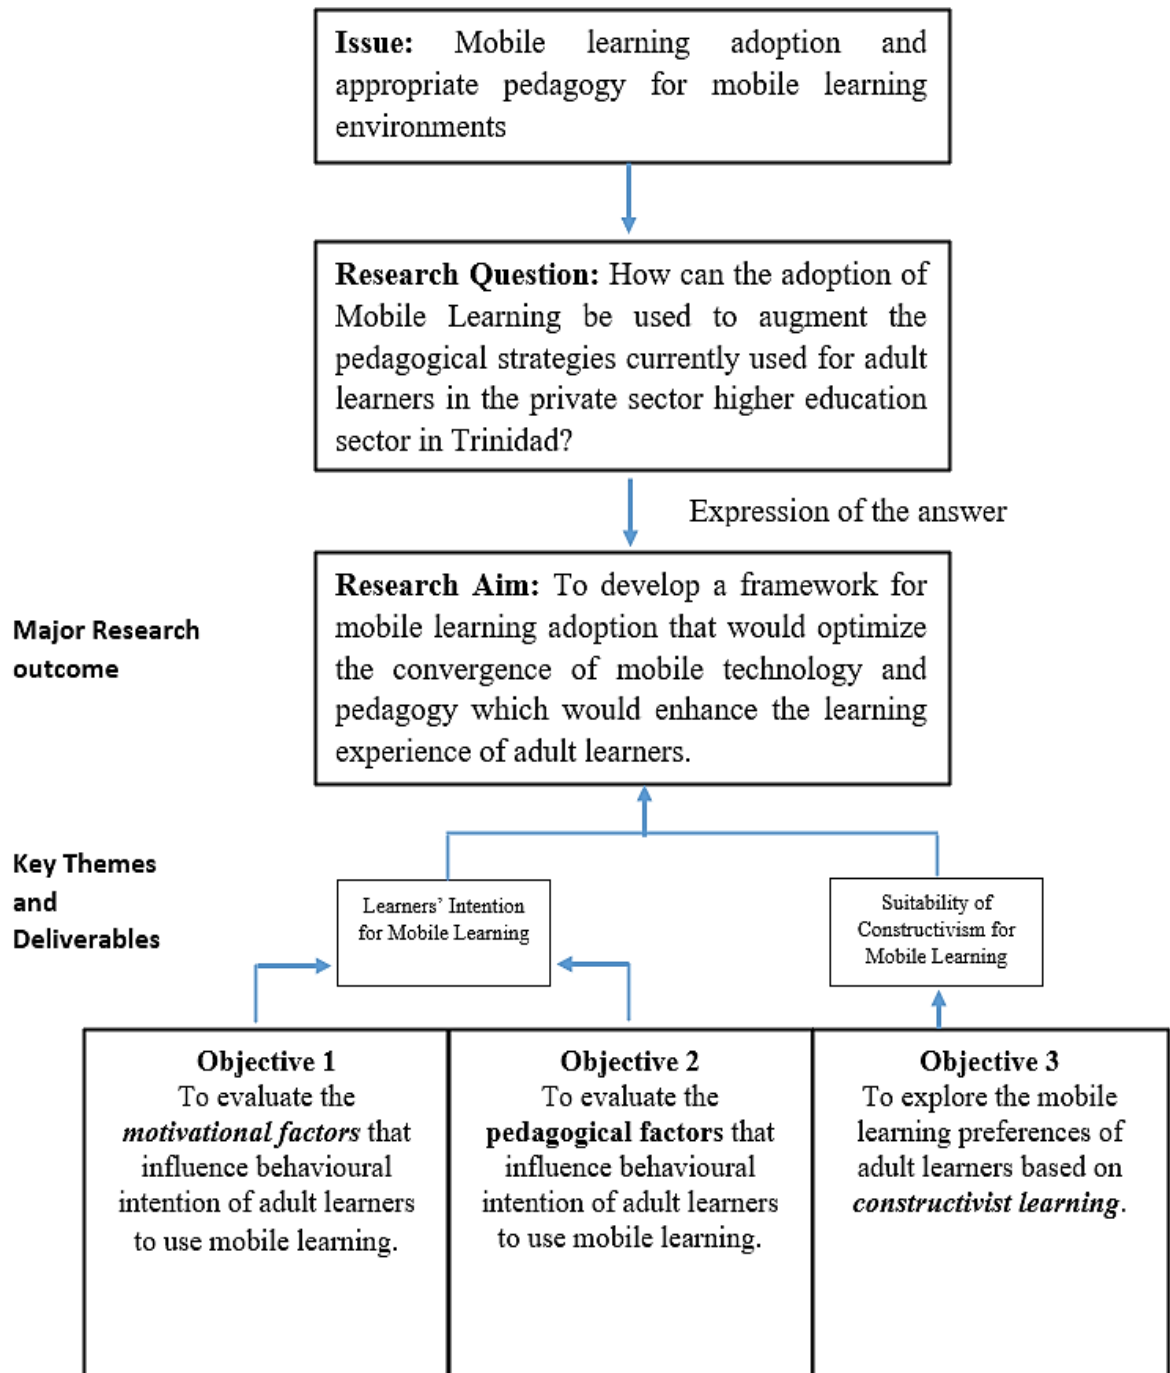 Issue: Mobile learning adoption and
appropriate pedagogy for mobile learning
environments
Research Question: How can the adoption of
Mobile Learning be used to augment the
pedagogical strategies currently used for adult
learners in the private sector higher education
sector in Trinidad?
Expression of the answer
Major Research
outcome
Research Aim: To develop a framework for
mobile learning adoption that would optimize
the convergence of mobile technology and
pedagogy which would enhance the learning
experience of adult learners.
Key Themes
and
Deliverables
Learners’ Intention
for Mobile Learning
Suitability of
Constructivism for
Mobile Learning
Objective 1
To evaluate the
motivational factors that
influence behavioural
intention of adult learners
to use mobile learning.
Objective 2
To evaluate the
pedagogical factors that
influence behavioural
intention of adult learners
to use mobile learning.
Objective 3
To explore the mobile
learning preferences of
adult learners based on
constructivist learning.